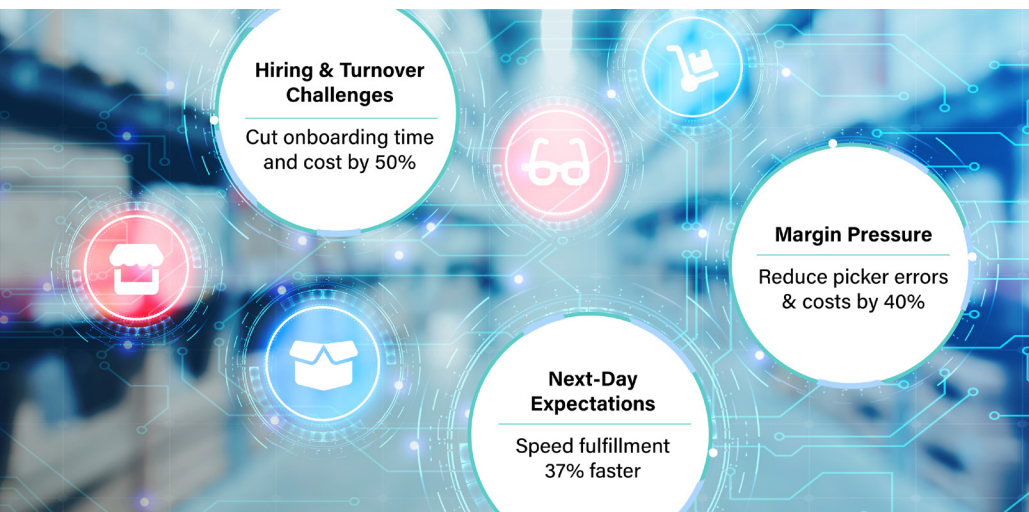 Hiring & Turnover
Challenges
Cut onboarding time
and cost by 50%
Margin Pressure
Reduce picker errors
& costs by 40%
Next-Day
Expectations
Speed fulfillment
37% faster